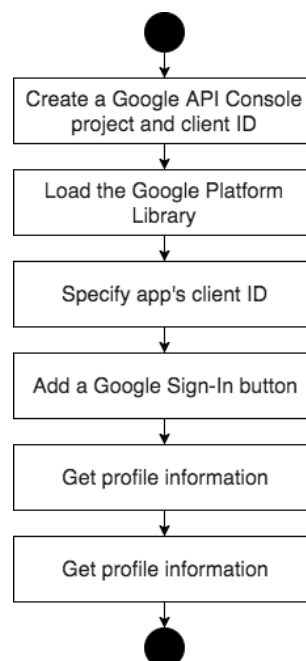 Create a Google API Console
project and client ID
Load the Google Platform
Library
Specify app's client ID
Add a Google Sign-In button
Get profile information
Get profile information